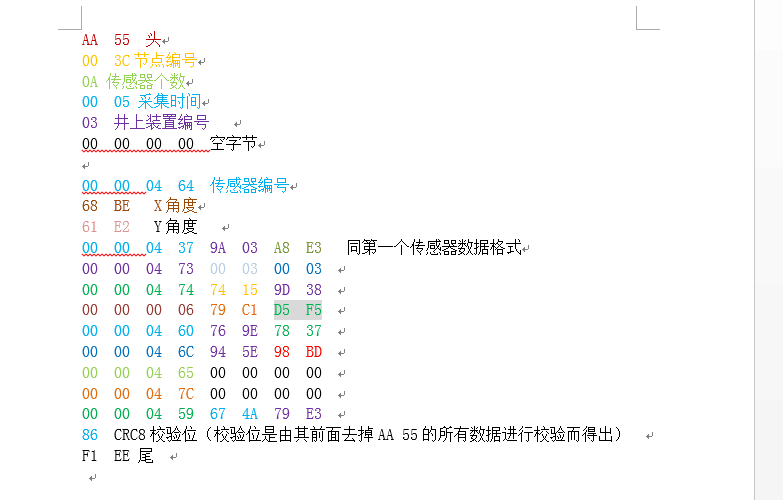 AA 55 头
00 3C 节点编号
0A 传感器个数
00 05 采集时间
03 井上装置编号
00 00 00 00 空字节
00 00 04 64 传感器编号
68 BE X 角度
61 E2 Y 角度
00 00 04 37 9A 03 A8 E3 同第一个传感器数据格式
00 00 04 73 00 03 00 03
00 00 04 74 74 15 9D 38
00 00 00 06 79 C1 D5 F5
00 00 04 60 76 9E 78 37
00 00 04 6C 94 5E 98 BD
00 00 04 65 00 00 00 00
00 00 04 7C 00 00 00 00
00 00 04 59 67 4A 79 E3
86 CRC8 校验位（校验位是由其前面去掉 AA 55 的所有数据进行校验而得出）
F1 EE 尾